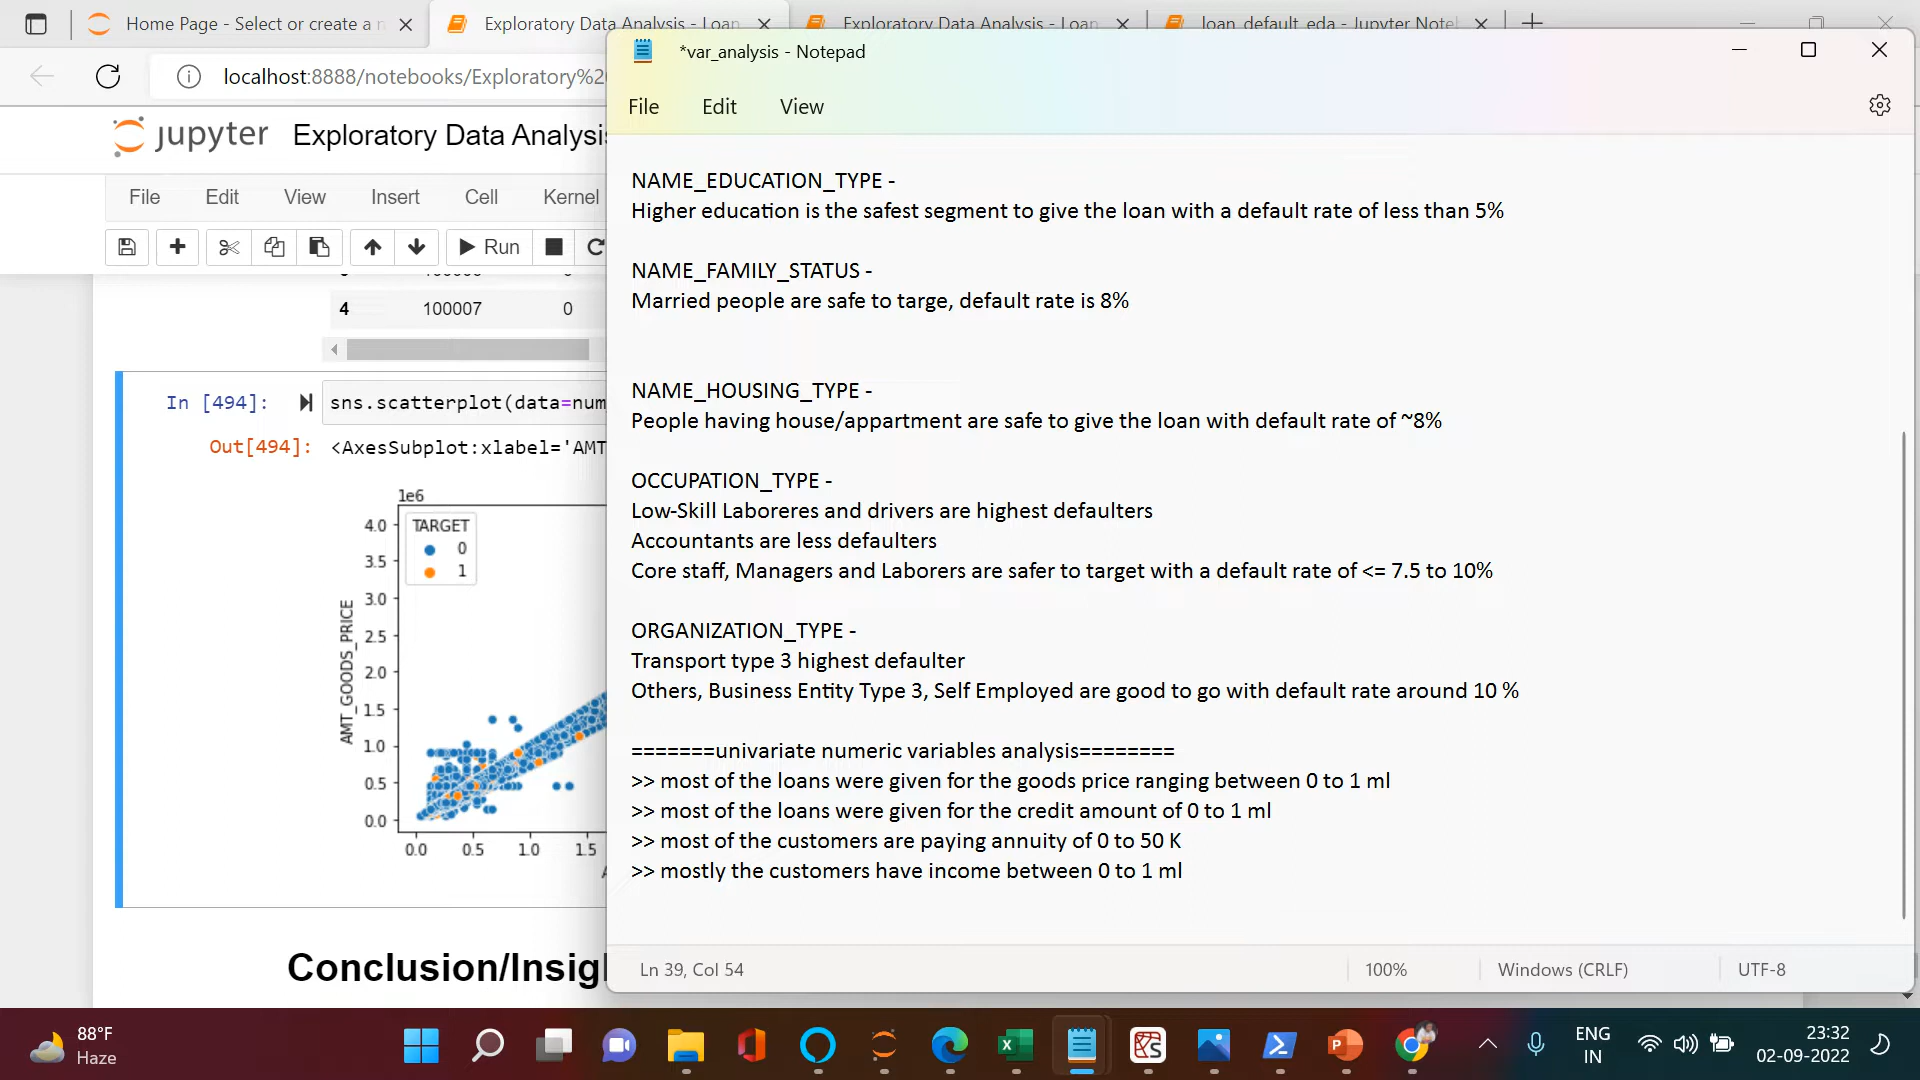 Home Page - Select or create a n
Exploratory Data Analysis - Loan
Exploratory Data Analysis - Loan
loan_default_eda - Jupyter Note
localhost:8888/notebooks/Exploratory%20
*var_analysis - Notepad
File Edit View
jupyter Exploratory Data Analysis
File Edit View Insert Cell Kernel
Run
4 100007 0
In [494]: sns.scatterplot(data=num
Out[494]: <AxesSubplot:xlabel='AMT
1e6
TARGET
0
1
4.0
3.5
3.0
2.5
2.0
1.5
1.0
0.5
0.0
AMT_GOODS_PRICE
0.0 0.5 1.0 1.5
Conclusion/Insig
NAME_EDUCATION_TYPE -
Higher education is the safest segment to give the loan with a default rate of less than 5%
NAME_FAMILY_STATUS -
Married people are safe to targe, default rate is 8%
NAME_HOUSING_TYPE -
People having house/appartment are safe to give the loan with default rate of ~8%
OCCUPATION_TYPE -
Low-Skill Laboreres and drivers are highest defaulters
Accountants are less defaulters
Core staff, Managers and Laborers are safer to target with a default rate of <= 7.5 to 10%
ORGANIZATION_TYPE -
Transport type 3 highest defaulter
Others, Business Entity Type 3, Self Employed are good to go with default rate around 10 %
=======univariate numeric variables analysis========
>> most of the loans were given for the goods price ranging between 0 to 1 ml
>> most of the loans were given for the credit amount of 0 to 1 ml
>> most of the customers are paying annuity of 0 to 50 K
>> mostly the customers have income between 0 to 1 ml
Ln 39, Col 54 100% Windows (CRLF) UTF-8
88°F
Haze
ENG
IN
23:32
02-09-2022